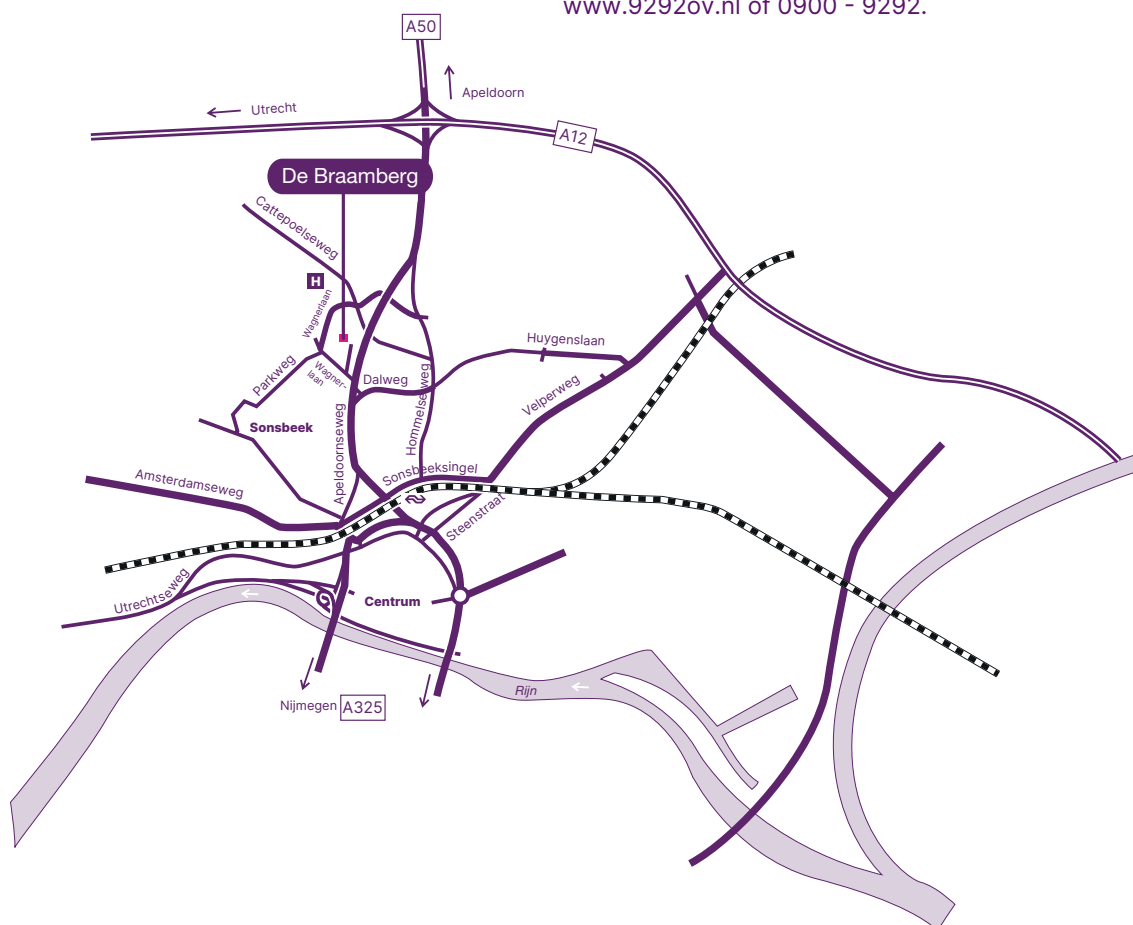 www.9292ov.nl of 0900 - 9292.
A50
Apeldoorn
Utrecht
A12
De Braamberg
Cattepoelseweg
H
Wagnerlaan
Huygenslaan
Parkweg
Wagner-
laan
Dalweg
Velperweg
Hommelseweg
Sonsbeek
Apeldoornseweg
Sonsbeeksingel
Amsterdamseweg
Steenstraat
Utrechtseweg
Centrum
Rijn
Nijmegen
A325